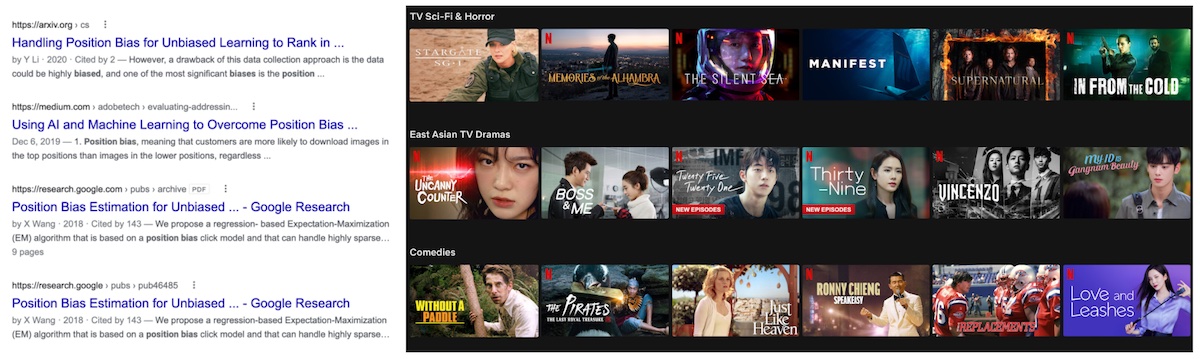 https://arxiv.org › cs
Handling Position Bias for Unbiased Learning to Rank in ...
by Y Li · 2020 · Cited by 2 — However, a drawback of this data collection approach is the data
could be highly biased, and one of the most significant biases is the position ...
https://medium.com › adobetech › evaluating-addressin...
Using AI and Machine Learning to Overcome Position Bias ...
Dec 6, 2019 — 1. Position bias, meaning that customers are more likely to download images in
the top positions than images in the lower positions, regardless ...
https://research.google.com › pubs › archive PDF
Position Bias Estimation for Unbiased ... - Google Research
by X Wang · 2018 · Cited by 143 — We propose a regression- based Expectation-Maximization
(EM) algorithm that is based on a position bias click model and that can handle highly sparse...
9 pages
https://research.google › pubs › pub46485
Position Bias Estimation for Unbiased ... - Google Research
by X Wang · 2018 · Cited by 143 — We propose a regression-based Expectation-Maximization
(EM) algorithm that is based on a position bias click model and that can handle highly sparse...
TV Sci-Fi & Horror
STARGATE
SG·1
N
MEMORIES of the ALHAMBRA
N
THE SILENT SEA
MANIFEST
SUPERNATURAL
N
IN FROM THE COLD
East Asian TV Dramas
N
THE
UNCANNY
COUNTER
BOSS
& ME
N
IMF
98
Twenty Five
Twenty One
NEW EPISODES
N
Thirty
-Nine
NEW EPISODES
VINCENZO
MY ID is
Gangnam Beauty
Comedies
WITHOUT A
PADDLE
N
THE PIRATES
THE LAST ROYAL TREASURE
Just
Like
Heaven
N
RONNY CHIENG
SPEAKEASY
THE REPLACEMENTS
N
Love and
Leashes